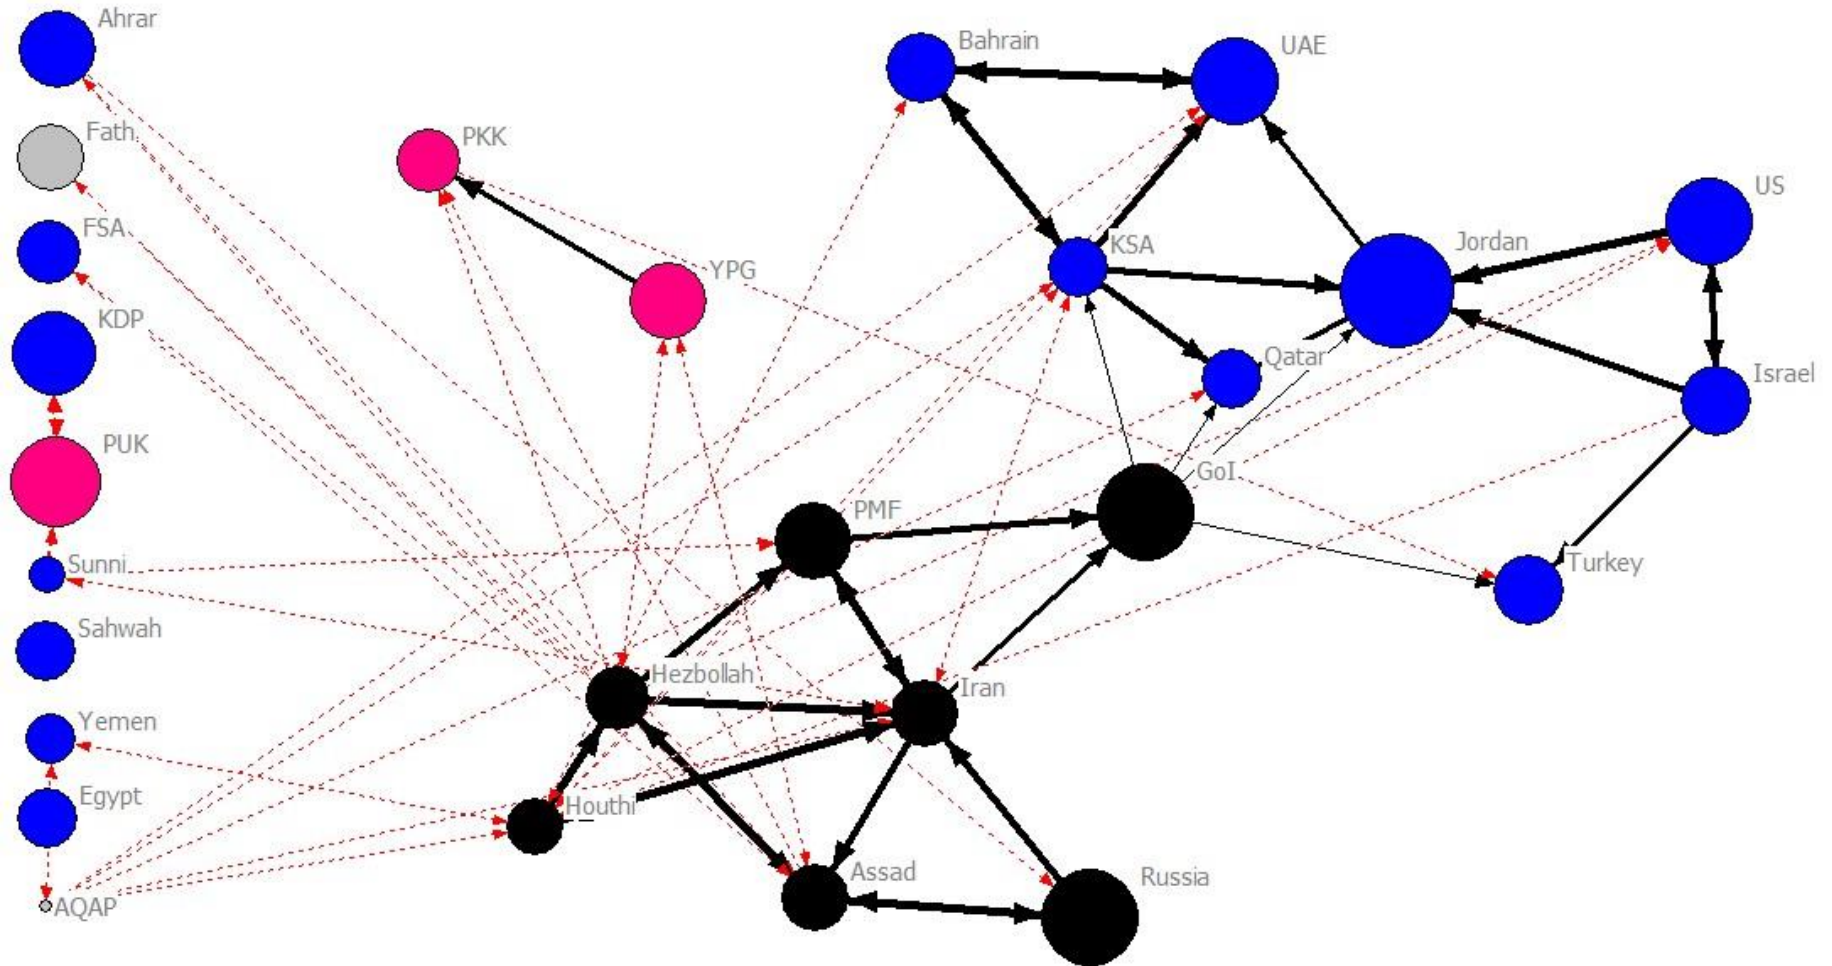 Ahrar
Bahrain
UAE
Fath
PKK
US
FSA
KSA
Jordan
YPG
KDP
Qatar
Israel
PUK
GoI
PMF
Sunni
Turkey
Sahwah
Hezbollah
Iran
Yemen
Egypt
Houthi
Assad
Russia
AQAP